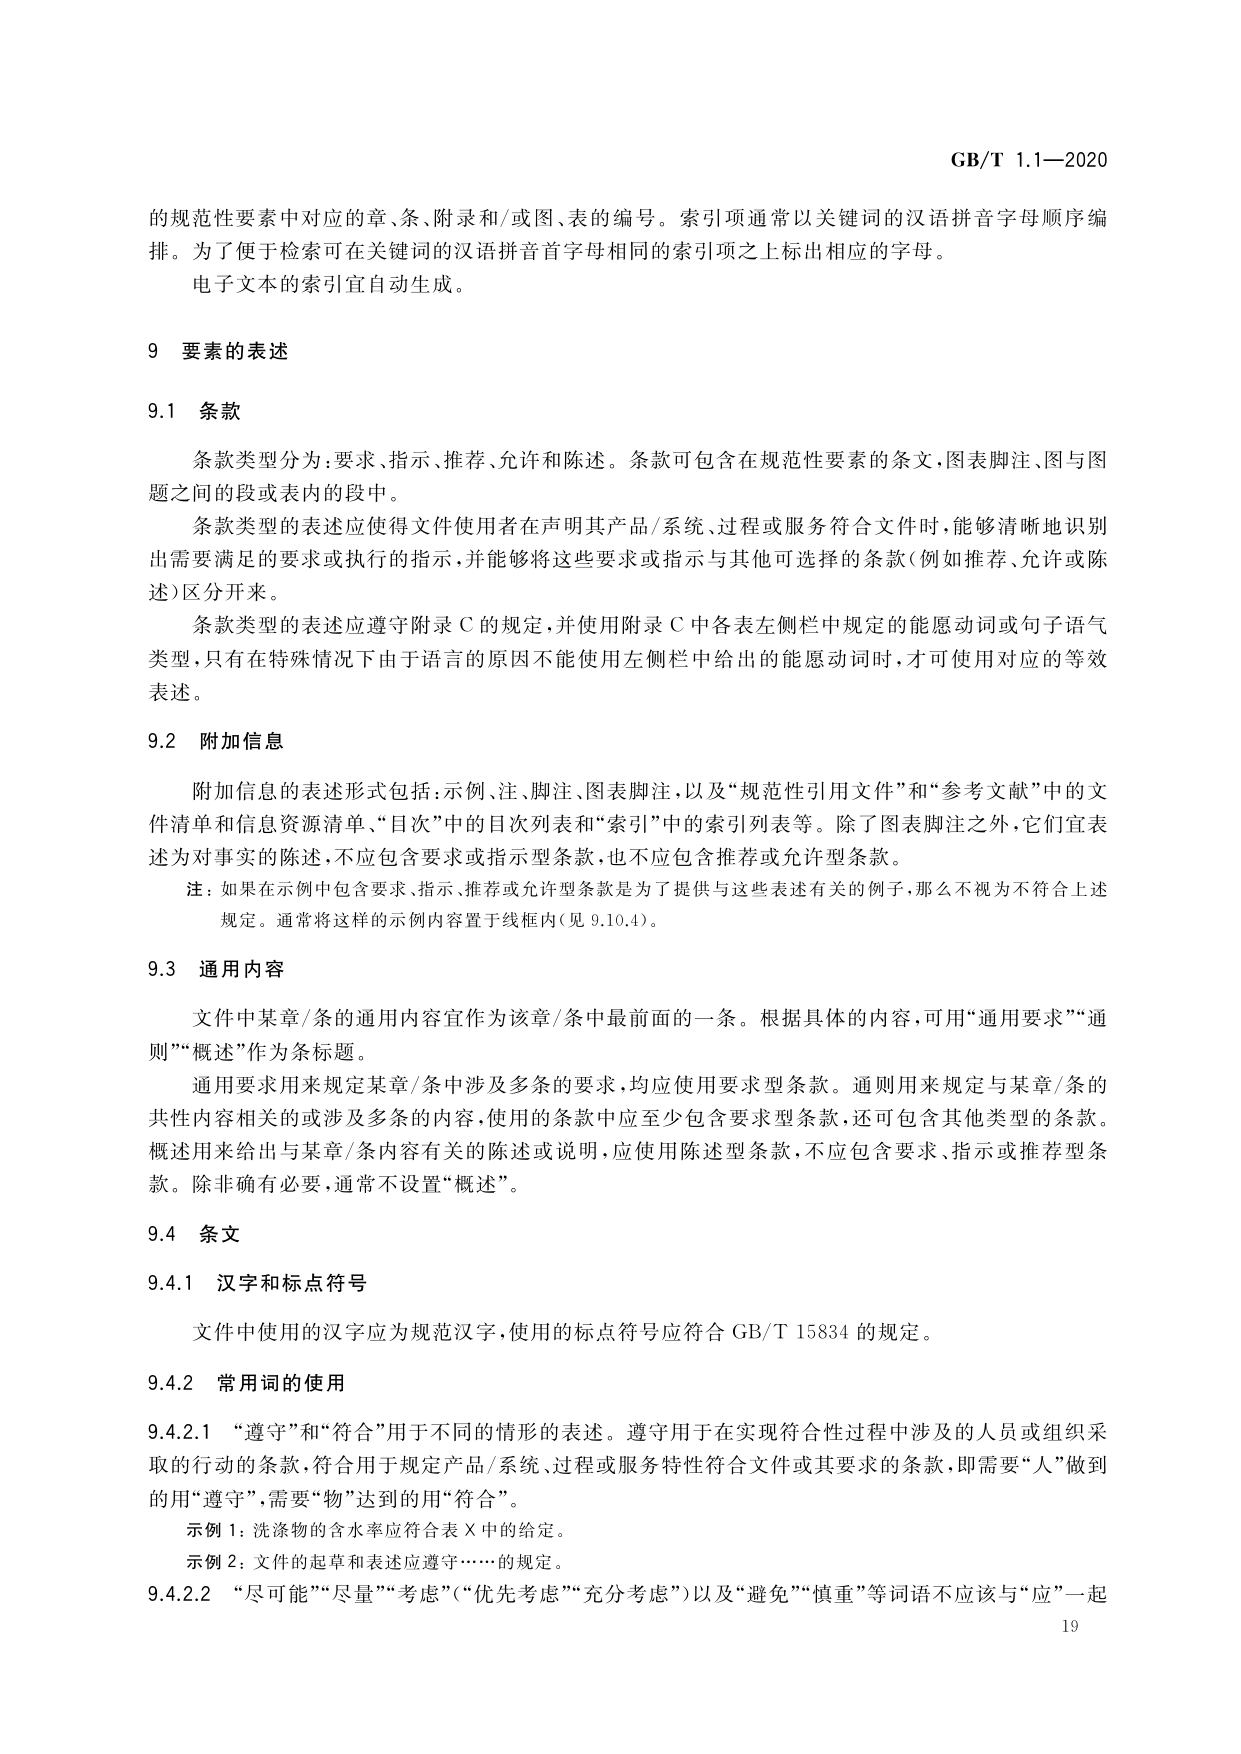 GB/T 1.1—2020
的规范性要素中对应的章、条、附录和/或图、表的编号。索引项通常以关键词的汉语拼音字母顺序编
排。为了便于检索可在关键词的汉语拼音首字母相同的索引项之上标出相应的字母。
电子文本的索引宜自动生成。
9 要素的表述
9.1 条款
条款类型分为:要求、指示、推荐、允许和陈述。条款可包含在规范性要素的条文,图表脚注、图与图
题之间的段或表内的段中。
条款类型的表述应使得文件使用者在声明其产品/系统、过程或服务符合文件时,能够清晰地识别
出需要满足的要求或执行的指示,并能够将这些要求或指示与其他可选择的条款(例如推荐、允许或陈
述)区分开来。
条款类型的表述应遵守附录 C 的规定,并使用附录 C 中各表左侧栏中规定的能愿动词或句子语气
类型,只有在特殊情况下由于语言的原因不能使用左侧栏中给出的能愿动词时,才可使用对应的等效
表述。
9.2 附加信息
附加信息的表述形式包括:示例、注、脚注、图表脚注,以及“规范性引用文件”和“参考文献”中的文
件清单和信息资源清单、“目次”中的目次列表和“索引”中的索引列表等。除了图表脚注之外,它们宜表
述为对事实的陈述,不应包含要求或指示型条款,也不应包含推荐或允许型条款。
注: 如果在示例中包含要求、指示、推荐或允许型条款是为了提供与这些表述有关的例子,那么不视为不符合上述
规定。通常将这样的示例内容置于线框内(见 9.10.4)。
9.3 通用内容
文件中某章/条的通用内容宜作为该章/条中最前面的一条。根据具体的内容,可用“通用要求”“通
则”“概述”作为条标题。
通用要求用来规定某章/条中涉及多条的要求,均应使用要求型条款。通则用来规定与某章/条的
共性内容相关的或涉及多条的内容,使用的条款中应至少包含要求型条款,还可包含其他类型的条款。
概述用来给出与某章/条内容有关的陈述或说明,应使用陈述型条款,不应包含要求、指示或推荐型条
款。除非确有必要,通常不设置“概述”。
9.4 条文
9.4.1 汉字和标点符号
文件中使用的汉字应为规范汉字,使用的标点符号应符合 GB/T 15834 的规定。
9.4.2 常用词的使用
9.4.2.1 “遵守”和“符合”用于不同的情形的表述。遵守用于在实现符合性过程中涉及的人员或组织采
取的行动的条款,符合用于规定产品/系统、过程或服务特性符合文件或其要求的条款,即需要“人”做到
的用“遵守”,需要“物”达到的用“符合”。
示例 1: 洗涤物的含水率应符合表 X 中的给定。
示例 2: 文件的起草和表述应遵守……的规定。
9.4.2.2 “尽可能”“尽量”“考虑”(“优先考虑”“充分考虑”)以及“避免”“慎重”等词语不应该与“应”一起
19